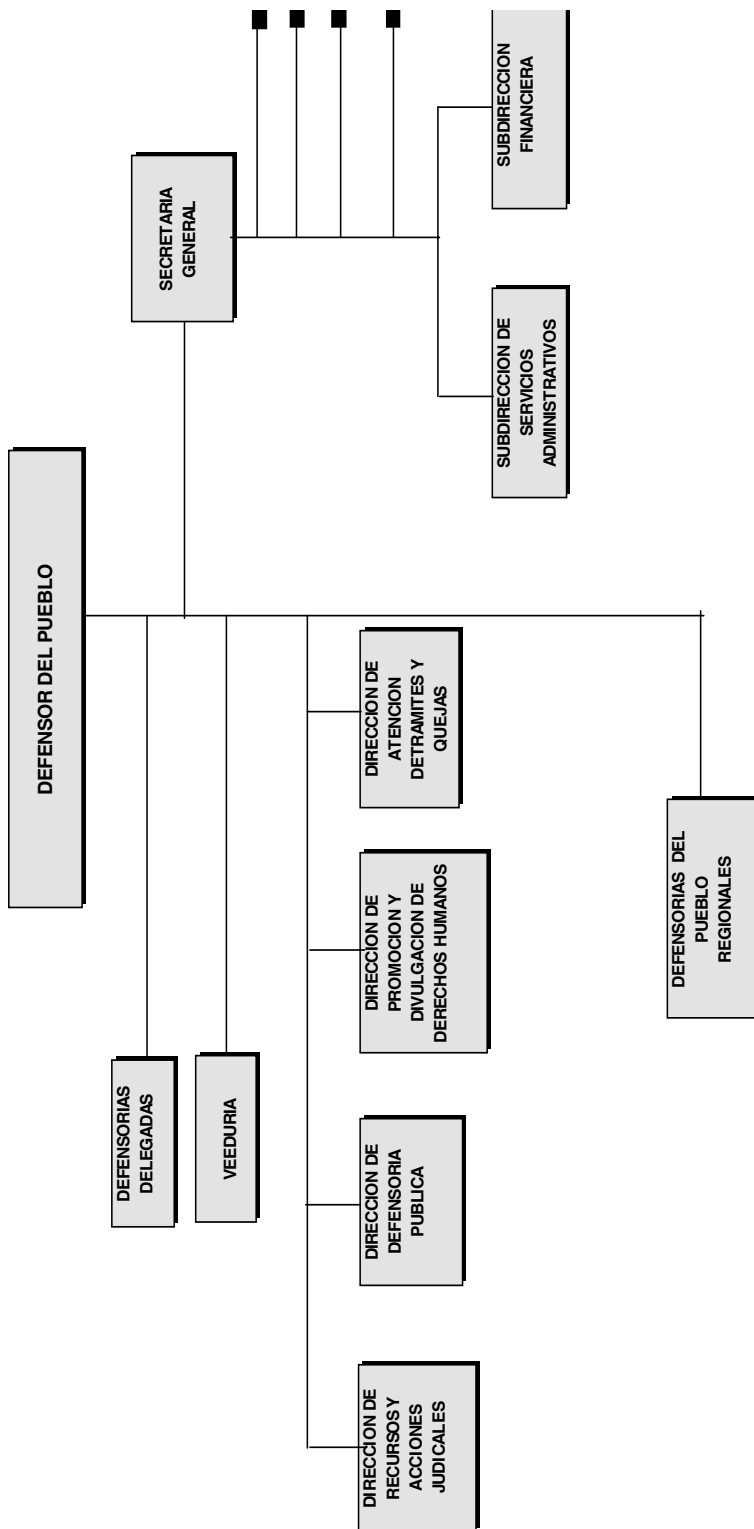 DEFENSOR DEL PUEBLO
SECRETARIA
GENERAL
DEFENSORIAS
DELEGADAS
VEEDURIA
DIRECCION DE
RECURSOS Y
ACCIONES
JUDICALES
DIRECCION DE
DEFENSORIA
PUBLICA
DIRECCION DE
PROMOCION Y
DIVULGACION DE
DERECHOS HUMANOS
DIRECCION DE
ATENCION
DETRAMITES Y
QUEJAS
SUBDIRECCION DE
SERVICIOS
ADMINISTRATIVOS
SUBDIRECCION
FINANCIERA
DEFENSORIAS DEL
PUEBLO
REGIONALES